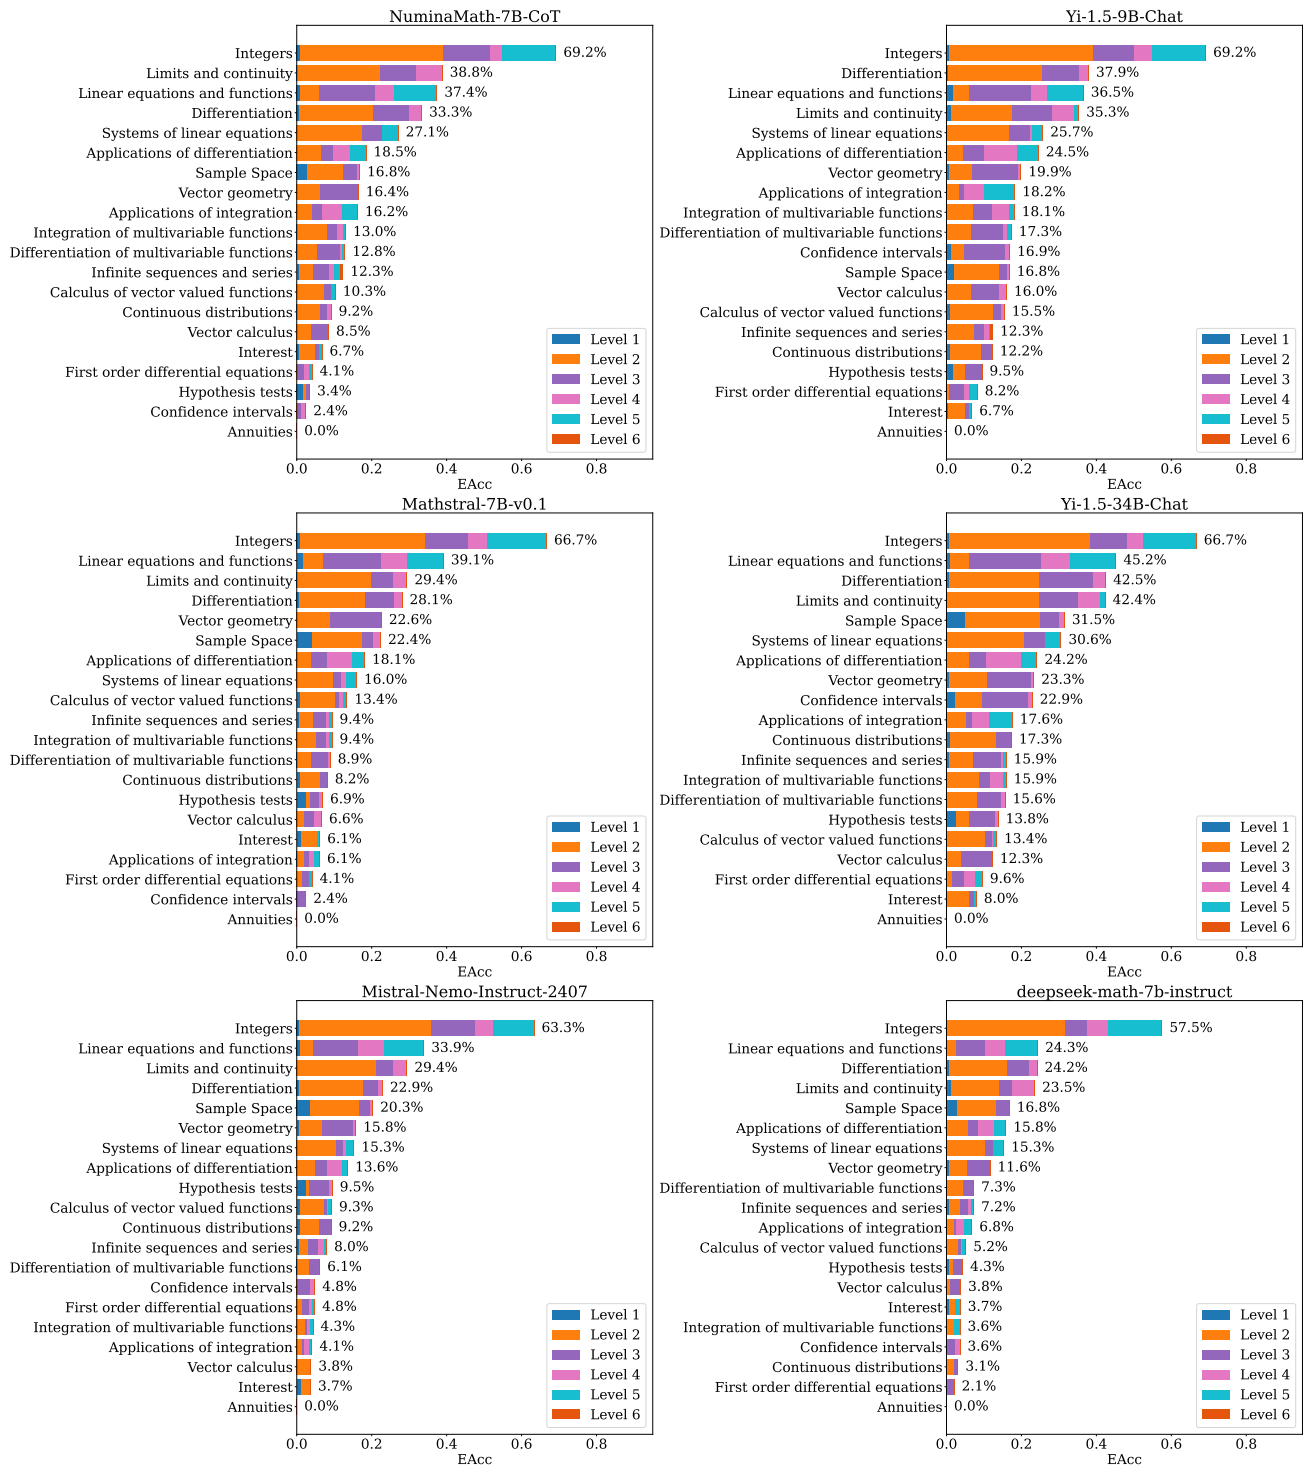 NuminaMath-7B-CoT
Integers 69.2%
Limits and continuity 38.8%
Linear equations and functions 37.4%
Differentiation 33.3%
Systems of linear equations 27.1%
Applications of differentiation 18.5%
Sample Space 16.8%
Vector geometry 16.4%
Applications of integration 16.2%
Integration of multivariable functions 13.0%
Differentiation of multivariable functions 12.8%
Infinite sequences and series 12.3%
Calculus of vector valued functions 10.3%
Continuous distributions 9.2%
Vector calculus 8.5%
Interest 6.7%
First order differential equations 4.1%
Hypothesis tests 3.4%
Confidence intervals 2.4%
Annuities 0.0%
Level 1
Level 2
Level 3
Level 4
Level 5
Level 6
0.0 0.2 0.4 0.6 0.8
EAcc
Yi-1.5-9B-Chat
Integers 69.2%
Differentiation 37.9%
Linear equations and functions 36.5%
Limits and continuity 35.3%
Systems of linear equations 25.7%
Applications of differentiation 24.5%
Vector geometry 19.9%
Applications of integration 18.2%
Integration of multivariable functions 18.1%
Differentiation of multivariable functions 17.3%
Confidence intervals 16.9%
Sample Space 16.8%
Vector calculus 16.0%
Calculus of vector valued functions 15.5%
Infinite sequences and series 12.3%
Continuous distributions 12.2%
Hypothesis tests 9.5%
First order differential equations 8.2%
Interest 6.7%
Annuities 0.0%
Level 1
Level 2
Level 3
Level 4
Level 5
Level 6
0.0 0.2 0.4 0.6 0.8
EAcc
Mathstral-7B-v0.1
Integers 66.7%
Linear equations and functions 39.1%
Limits and continuity 29.4%
Differentiation 28.1%
Vector geometry 22.6%
Sample Space 22.4%
Applications of differentiation 18.1%
Systems of linear equations 16.0%
Calculus of vector valued functions 13.4%
Infinite sequences and series 9.4%
Integration of multivariable functions 9.4%
Differentiation of multivariable functions 8.9%
Continuous distributions 8.2%
Hypothesis tests 6.9%
Vector calculus 6.6%
Interest 6.1%
Applications of integration 6.1%
First order differential equations 4.1%
Confidence intervals 2.4%
Annuities 0.0%
Level 1
Level 2
Level 3
Level 4
Level 5
Level 6
0.0 0.2 0.4 0.6 0.8
EAcc
Yi-1.5-34B-Chat
Integers 66.7%
Linear equations and functions 45.2%
Differentiation 42.5%
Limits and continuity 42.4%
Sample Space 31.5%
Systems of linear equations 30.6%
Applications of differentiation 24.2%
Vector geometry 23.3%
Confidence intervals 22.9%
Applications of integration 17.6%
Continuous distributions 17.3%
Infinite sequences and series 15.9%
Integration of multivariable functions 15.9%
Differentiation of multivariable functions 15.6%
Hypothesis tests 13.8%
Calculus of vector valued functions 13.4%
Vector calculus 12.3%
First order differential equations 9.6%
Interest 8.0%
Annuities 0.0%
Level 1
Level 2
Level 3
Level 4
Level 5
Level 6
0.0 0.2 0.4 0.6 0.8
EAcc
Mistral-Nemo-Instruct-2407
Integers 63.3%
Linear equations and functions 33.9%
Limits and continuity 29.4%
Differentiation 22.9%
Sample Space 20.3%
Vector geometry 15.8%
Systems of linear equations 15.3%
Applications of differentiation 13.6%
Hypothesis tests 9.5%
Calculus of vector valued functions 9.3%
Continuous distributions 9.2%
Infinite sequences and series 8.0%
Differentiation of multivariable functions 6.1%
Confidence intervals 4.8%
First order differential equations 4.8%
Integration of multivariable functions 4.3%
Applications of integration 4.1%
Vector calculus 3.8%
Interest 3.7%
Annuities 0.0%
Level 1
Level 2
Level 3
Level 4
Level 5
Level 6
0.0 0.2 0.4 0.6 0.8
EAcc
deepseek-math-7b-instruct
Integers 57.5%
Linear equations and functions 24.3%
Differentiation 24.2%
Limits and continuity 23.5%
Sample Space 16.8%
Applications of differentiation 15.8%
Systems of linear equations 15.3%
Vector geometry 11.6%
Differentiation of multivariable functions 7.3%
Infinite sequences and series 7.2%
Applications of integration 6.8%
Calculus of vector valued functions 5.2%
Hypothesis tests 4.3%
Vector calculus 3.8%
Interest 3.7%
Integration of multivariable functions 3.6%
Confidence intervals 3.6%
Continuous distributions 3.1%
First order differential equations 2.1%
Annuities 0.0%
Level 1
Level 2
Level 3
Level 4
Level 5
Level 6
0.0 0.2 0.4 0.6 0.8
EAcc